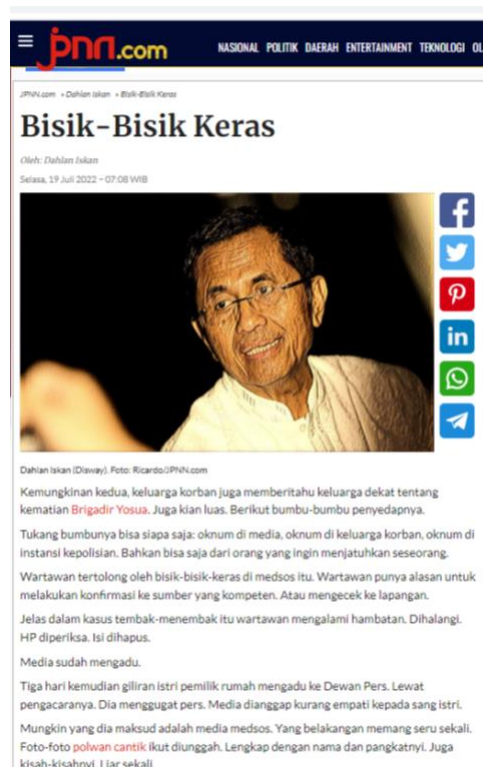 jpnn.com
NASIONAL POLITIK DAERAH ENTERTAINMENT TEKNOLOGI OL
JPNN.com » Dahlan Iskan » Bisik-Bisik Keras
Bisik-Bisik Keras
Oleh: Dahlan Iskan
Selasa, 19 Juli 2022 – 07:08 WIB
Dahlan Iskan (Disway). Foto: Ricardo/JPNN.com
Kemungkinan kedua, keluarga korban juga memberitahu keluarga dekat tentang
kematian Brigadir Yosua. Juga kian luas. Berikut bumbu-bumbu penyedapnya.
Tukang bumbunya bisa siapa saja: oknum di media, oknum di keluarga korban, oknum di
instansi kepolisian. Bahkan bisa saja dari orang yang ingin menjatuhkan seseorang.
Wartawan tertolong oleh bisik-bisik-keras di medsos itu. Wartawan punya alasan untuk
melakukan konfirmasi ke sumber yang kompeten. Atau mengecek ke lapangan.
Jelas dalam kasus tembak-menembak itu wartawan mengalami hambatan. Dihalangi.
HP diperiksa. Isi dihapus.
Media sudah mengadu.
Tiga hari kemudian giliran istri pemilik rumah mengadu ke Dewan Pers. Lewat
pengacaranya. Dia menggugat pers. Media dianggap kurang empati kepada sang istri.
Mungkin yang dia maksud adalah media medsos. Yang belakangan memang seru sekali.
Foto-foto polwan cantik ikut diunggah. Lengkap dengan nama dan pangkatnyi. Juga
kisah-kisahnyi. Liar sekali.